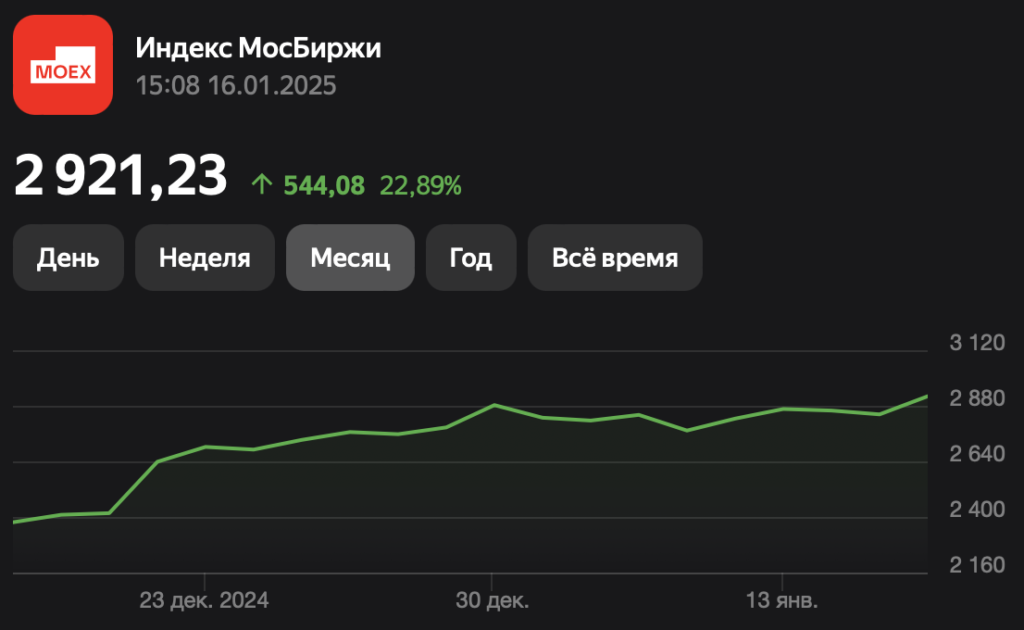 MOEX
Индекс МосБиржи
15:08 16.01.2025
2 921,23 ↑ 544,08 22,89%
День Неделя Месяц Год Всё время
3 120
2 880
2 640
2 400
2 160
23 дек. 2024 30 дек. 13 янв.